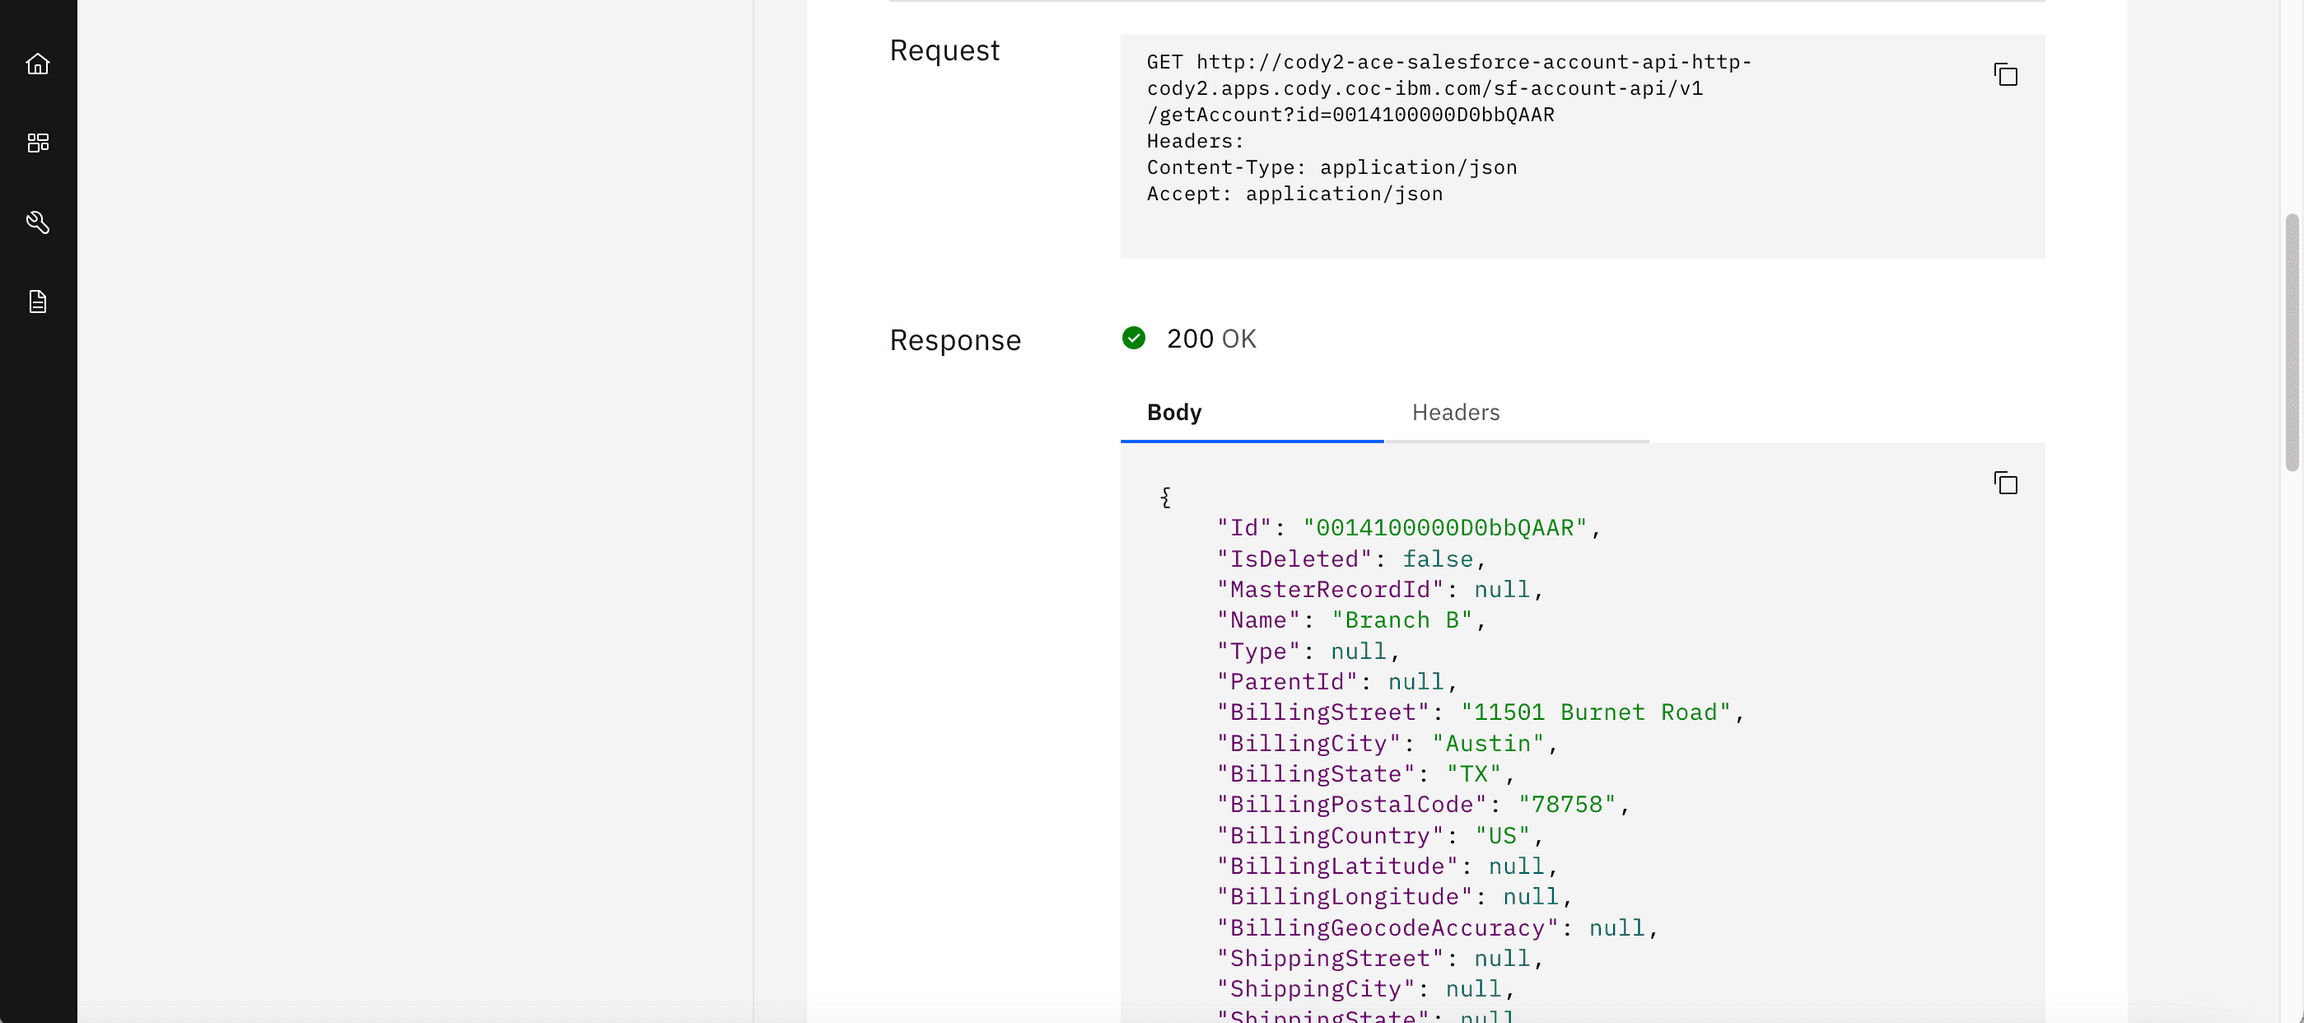 Request
GET http://cody2-ace-salesforce-account-api-http-
cody2.apps.cody.coc-ibm.com/sf-account-api/v1
/getAccount?id=0014100000D0bbQAAR
Headers:
Content-Type: application/json
Accept: application/json
Response
200 OK
Body Headers
{
"Id": "0014100000D0bbQAAR",
"IsDeleted": false,
"MasterRecordId": null,
"Name": "Branch B",
"Type": null,
"ParentId": null,
"BillingStreet": "11501 Burnet Road",
"BillingCity": "Austin",
"BillingState": "TX",
"BillingPostalCode": "78758",
"BillingCountry": "US",
"BillingLatitude": null,
"BillingLongitude": null,
"BillingGeocodeAccuracy": null,
"ShippingStreet": null,
"ShippingCity": null,
"ShippingState": null